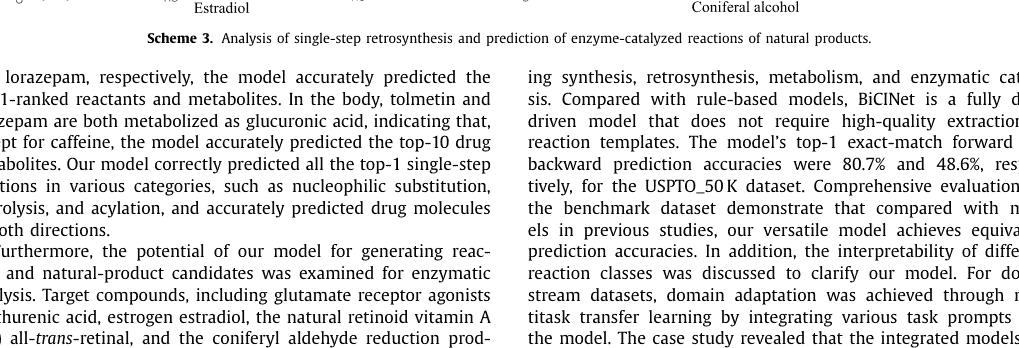 Estradiol
Coniferal alcohol
Scheme 3. Analysis of single-step retrosynthesis and prediction of enzyme-catalyzed reactions of natural products.
lorazepam, respectively, the model accurately predicted the
1-ranked reactants and metabolites. In the body, tolmetin and
zepam are both metabolized as glucuronic acid, indicating that,
ept for caffeine, the model accurately predicted the top-10 drug
abolites. Our model correctly predicted all the top-1 single-step
tions in various categories, such as nucleophilic substitution,
rolysis, and acylation, and accurately predicted drug molecules
oth directions.
urthermore, the potential of our model for generating reac-
and natural-product candidates was examined for enzymatic
lysis. Target compounds, including glutamate receptor agonists
thurenic acid, estrogen estradiol, the natural retinoid vitamin A
) all-trans-retinal, and the coniferyl aldehyde reduction prod-
ing synthesis, retrosynthesis, metabolism, and enzymatic cat
sis. Compared with rule-based models, BiCINet is a fully d
driven model that does not require high-quality extraction
reaction templates. The model's top-1 exact-match forward
backward prediction accuracies were 80.7% and 48.6%, resp
tively, for the USPTO_50 K dataset. Comprehensive evaluation
the benchmark dataset demonstrate that compared with m
els in previous studies, our versatile model achieves equiva
prediction accuracies. In addition, the interpretability of diffe
reaction classes was discussed to clarify our model. For do
stream datasets, domain adaptation was achieved through m
titask transfer learning by integrating various task prompts
the model. The case study revealed that the integrated models